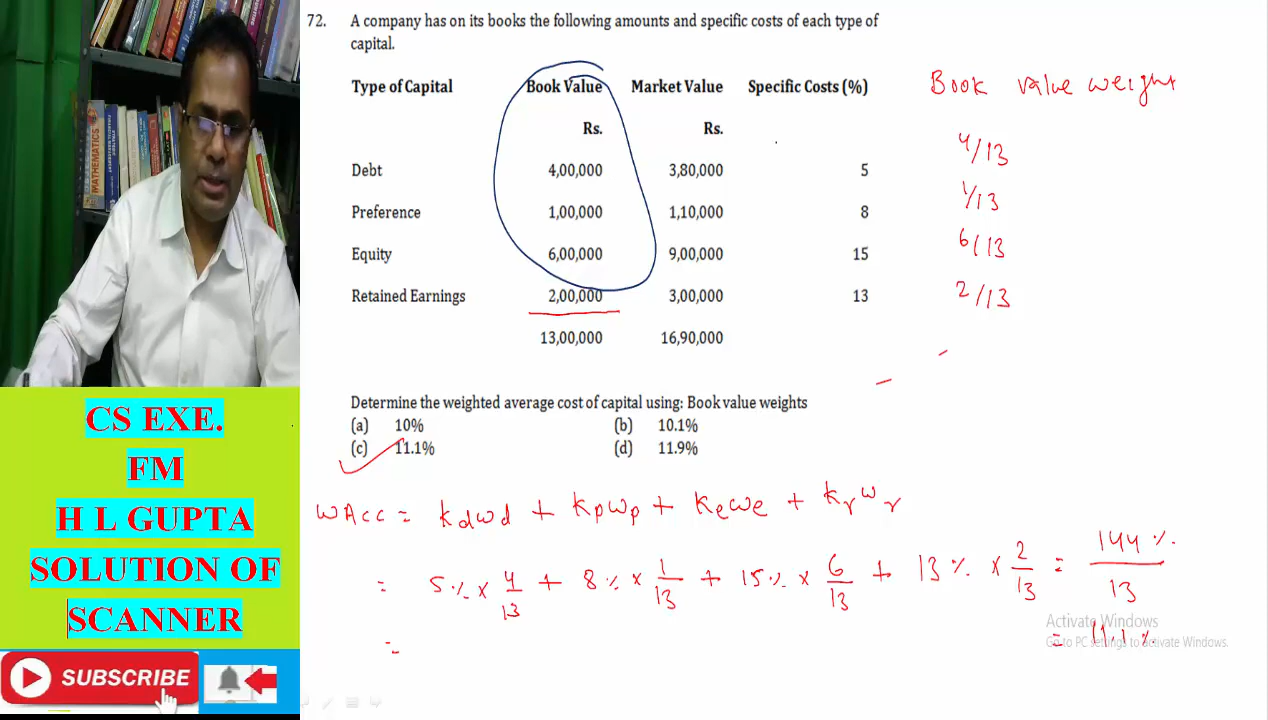 72. A company has on its books the following amounts and specific costs of each type of
capital.
Type of Capital Book Value Market Value Specific Costs (%)
Rs. Rs.
Debt 4,00,000 3,80,000 5
Preference 1,00,000 1,10,000 8
Equity 6,00,000 9,00,000 15
Retained Earnings 2,00,000 3,00,000 13
13,00,000 16,90,000
Book value weight
4/13
1/13
6/13
2/13
Determine the weighted average cost of capital using: Book value weights
(a) 10% (b) 10.1%
(c) 11.1% (d) 11.9%
WACC = Kdwd + Kpwp + Kewe + Krwr
= 5% × 4/13 + 8% × 1/13 + 15% × 6/13 + 13% × 2/13 = 144%/13
= = 11.1%
Activate Windows
Go to PC settings to activate Windows.
CS EXE.
FM
H L GUPTA
SOLUTION OF
SCANNER
SUBSCRIBE
MATHEMATICS